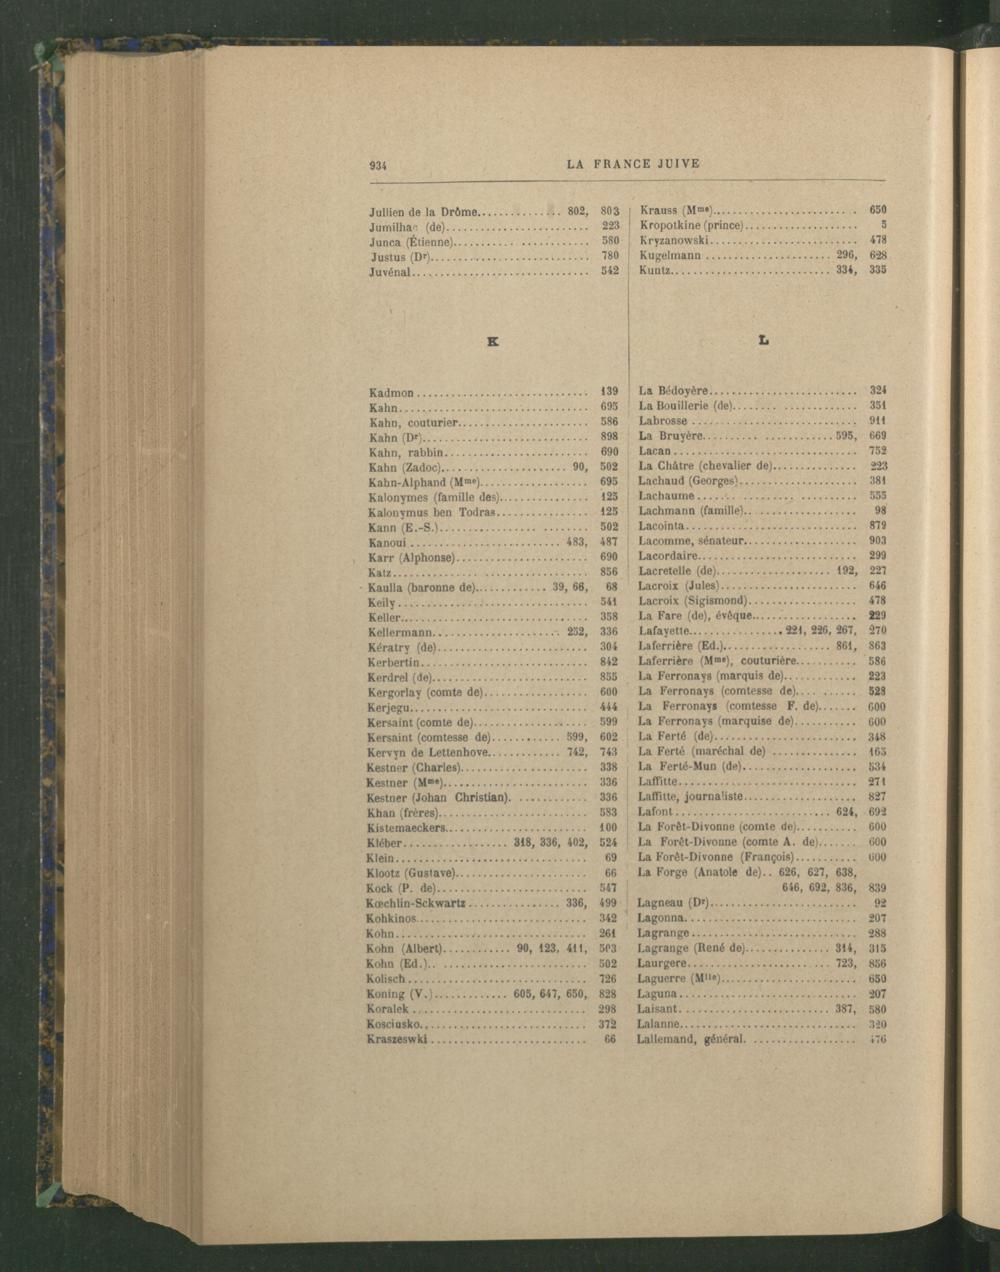 934
LA FRANCE JUIVE
Jullien de la Drôme.............. 802, 803
Jumilhac (de)......................... 223
Junca (Étienne)....................... 580
Justus (Dr)........................... 780
Juvénal............................... 542
K
Kadmon ............................... 139
Kahn.................................. 695
Kahn, couturier....................... 586
Kahn (Dr)............................. 898
Kahn, rabbin.......................... 690
Kahn (Zadoc)..................... 90, 502
Kahn-Alphand (Mme).................... 695
Kalonymes (famille des)............... 125
Kalonymus ben Todras.................. 125
Kann (E.-S.).......................... 502
Kanoui .......................... 483, 487
Karr (Alphonse)....................... 690
Katz.................................. 856
Kaulla (baronne de)............ 39, 66, 68
Keily................................. 541
Keller................................ 358
Kellermann....................... 252, 336
Kératry (de).......................... 304
Kerbertin............................. 842
Kerdrel (de).......................... 855
Kergorlay (comte de).................. 600
Kerjegu............................... 444
Kersaint (comte de)................... 599
Kersaint (comtesse de)........... 599, 602
Kervyn de Lettenhove............. 742, 743
Kestner (Charles)..................... 338
Kestner (Mme)......................... 336
Kestner (Johan Christian)............. 336
Khan (frères)......................... 583
Kistemaeckers......................... 100
Kléber................. 318, 336, 402, 524
Klein................................. 69
Klootz (Gustave)...................... 66
Kock (P. de).......................... 547
Kœchlin-Sckwartz ................ 336, 499
Kohkinos.............................. 342
Kohn.................................. 261
Kohn (Albert)............ 90, 123, 411, 503
Kohn (Ed.)............................ 502
Kolisch............................... 726
Koning (V.)............ 605, 647, 650, 828
Koralek .............................. 298
Kosciusko............................. 372
Kraszeswki ........................... 66
Krauss (Mme).......................... 650
Kropotkine (prince)................... 5
Kryzanowski........................... 478
Kugelmann ....................... 296, 628
Kuntz............................ 334, 335
L
La Bédoyère........................... 324
La Bouillerie (de).................... 351
Labrosse ............................. 911
La Bruyère....................... 595, 669
Lacan ................................ 752
La Châtre (chevalier de).............. 223
Lachaud (Georges)..................... 381
Lachaume ............................. 555
Lachmann (famille).................... 98
Lacointa.............................. 879
Lacomme, sénateur..................... 903
Lacordaire............................ 299
Lacretelle (de).................. 192, 227
Lacroix (Jules)....................... 646
Lacroix (Sigismond)................... 478
La Fare (de), évêque.................. 229
Lafayette.............. 221, 226, 267, 270
Laferrière (Ed.)................. 861, 863
Laferrière (Mme), couturière.......... 586
La Ferronays (marquis de)............. 223
La Ferronays (comtesse de)............ 528
La Ferronays (comtesse F. de)......... 600
La Ferronays (marquise de)............ 600
La Ferté (de)......................... 348
La Ferté (maréchal de) ............... 165
La Ferté-Mun (de)..................... 534
Laffitte.............................. 271
Laffitte, journaliste................. 827
Lafont........................... 624, 692
La Forêt-Divonne (comte de)........... 600
La Forêt-Divonne (comte A. de)........ 600
La Forêt-Divonne (François)........... 600
La Forge (Anatole de).. 626, 627, 638,
646, 692, 836, 839
Lagneau (Dr).......................... 92
Lagonna............................... 207
Lagrange ............................. 288
Lagrange (René de)............... 314, 315
Laurgere......................... 723, 856
Laguerre (Mlle)....................... 650
Laguna................................ 207
Laisant.......................... 387, 580
Lalanne............................... 320
Lallemand, général. .................. 476